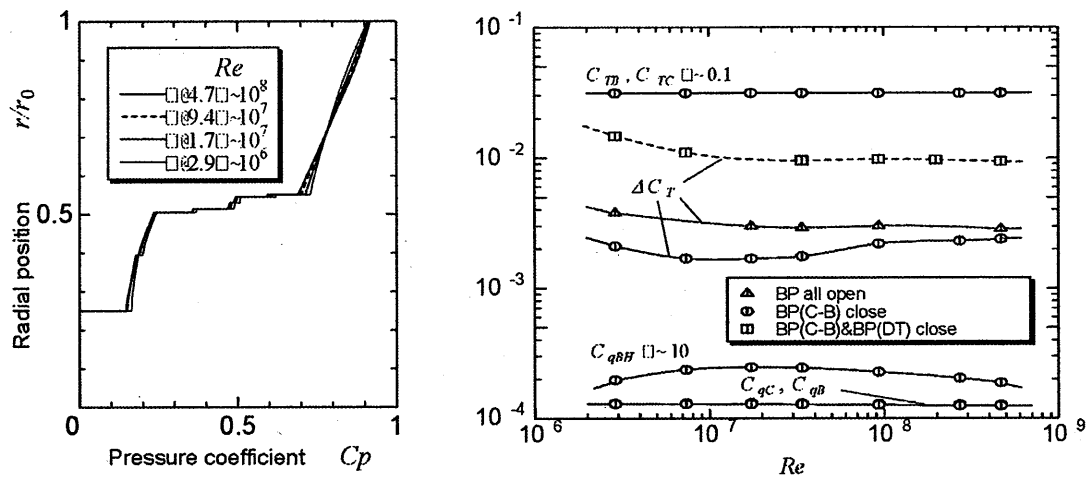 1
Re
□@4.7□~10⁸
□@9.4□~10⁷
□@1.7□~10⁷
□@2.9□~10⁶
r/r₀
0.5
Radial position
0
0.5
1
Pressure coefficient Cp
10⁻¹
C_TB , C_TC □~0.1
10⁻²
ΔC_T
10⁻³
BP all open
BP(C-B) close
BP(C-B)&BP(DT) close
C_qBH □~10
C_qC , C_qB
10⁻⁴
10⁶ 10⁷ 10⁸ 10⁹
Re